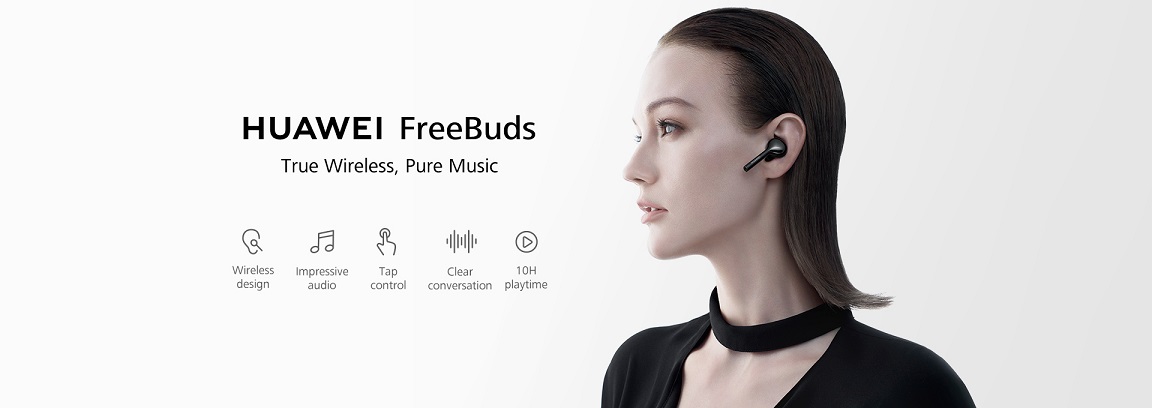 HUAWEI FreeBuds
True Wireless, Pure Music
Wireless design
Impressive audio
Tap control
Clear conversation
10H playtime